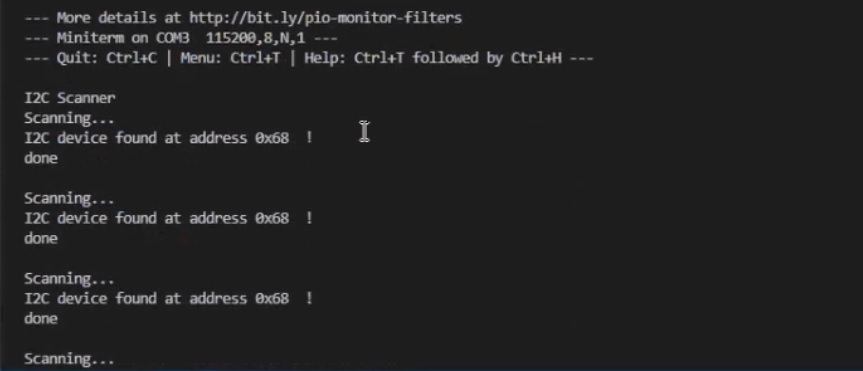 --- More details at http://bit.ly/pio-monitor-filters
--- Miniterm on COM3  115200,8,N,1 ---
--- Quit: Ctrl+C | Menu: Ctrl+T | Help: Ctrl+T followed by Ctrl+H ---
I2C Scanner
Scanning...
I2C device found at address 0x68  !
done
Scanning...
I2C device found at address 0x68  !
done
Scanning...
I2C device found at address 0x68  !
done
Scanning...